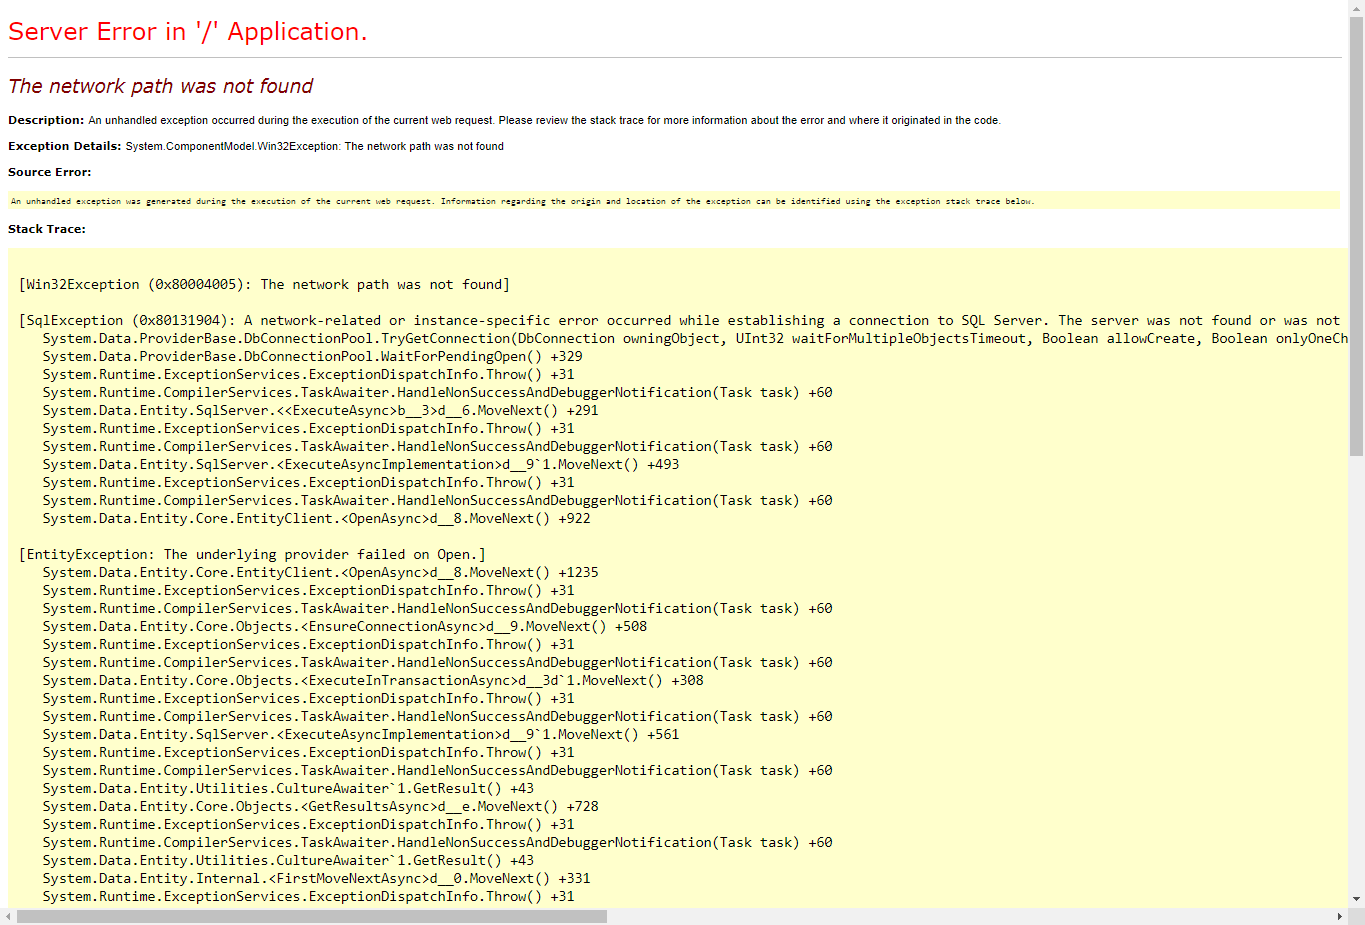 Server Error in '/' Application.
The network path was not found
Description: An unhandled exception occurred during the execution of the current web request. Please review the stack trace for more information about the error and where it originated in the code.
Exception Details: System.ComponentModel.Win32Exception: The network path was not found
Source Error:
An unhandled exception was generated during the execution of the current web request. Information regarding the origin and location of the exception can be identified using the exception stack trace below.
Stack Trace:
[Win32Exception (0x80004005): The network path was not found]
[SqlException (0x80131904): A network-related or instance-specific error occurred while establishing a connection to SQL Server. The server was not found or was not
System.Data.ProviderBase.DbConnectionPool.TryGetConnection(DbConnection owningObject, UInt32 waitForMultipleObjectsTimeout, Boolean allowCreate, Boolean onlyOneCh
System.Data.ProviderBase.DbConnectionPool.WaitForPendingOpen() +329
System.Runtime.ExceptionServices.ExceptionDispatchInfo.Throw() +31
System.Runtime.CompilerServices.TaskAwaiter.HandleNonSuccessAndDebuggerNotification(Task task) +60
System.Data.Entity.SqlServer.<<ExecuteAsync>b__3>d__6.MoveNext() +291
System.Runtime.ExceptionServices.ExceptionDispatchInfo.Throw() +31
System.Runtime.CompilerServices.TaskAwaiter.HandleNonSuccessAndDebuggerNotification(Task task) +60
System.Data.Entity.SqlServer.<ExecuteAsyncImplementation>d__9`1.MoveNext() +493
System.Runtime.ExceptionServices.ExceptionDispatchInfo.Throw() +31
System.Runtime.CompilerServices.TaskAwaiter.HandleNonSuccessAndDebuggerNotification(Task task) +60
System.Data.Entity.Core.EntityClient.<OpenAsync>d__8.MoveNext() +922
[EntityException: The underlying provider failed on Open.]
System.Data.Entity.Core.EntityClient.<OpenAsync>d__8.MoveNext() +1235
System.Runtime.ExceptionServices.ExceptionDispatchInfo.Throw() +31
System.Runtime.CompilerServices.TaskAwaiter.HandleNonSuccessAndDebuggerNotification(Task task) +60
System.Data.Entity.Core.Objects.<EnsureConnectionAsync>d__9.MoveNext() +508
System.Runtime.ExceptionServices.ExceptionDispatchInfo.Throw() +31
System.Runtime.CompilerServices.TaskAwaiter.HandleNonSuccessAndDebuggerNotification(Task task) +60
System.Data.Entity.Core.Objects.<ExecuteInTransactionAsync>d__3d`1.MoveNext() +308
System.Runtime.ExceptionServices.ExceptionDispatchInfo.Throw() +31
System.Runtime.CompilerServices.TaskAwaiter.HandleNonSuccessAndDebuggerNotification(Task task) +60
System.Data.Entity.SqlServer.<ExecuteAsyncImplementation>d__9`1.MoveNext() +561
System.Runtime.ExceptionServices.ExceptionDispatchInfo.Throw() +31
System.Runtime.CompilerServices.TaskAwaiter.HandleNonSuccessAndDebuggerNotification(Task task) +60
System.Data.Entity.Utilities.CultureAwaiter`1.GetResult() +43
System.Data.Entity.Core.Objects.<GetResultsAsync>d__e.MoveNext() +728
System.Runtime.ExceptionServices.ExceptionDispatchInfo.Throw() +31
System.Runtime.CompilerServices.TaskAwaiter.HandleNonSuccessAndDebuggerNotification(Task task) +60
System.Data.Entity.Utilities.CultureAwaiter`1.GetResult() +43
System.Data.Entity.Internal.<FirstMoveNextAsync>d__0.MoveNext() +331
System.Runtime.ExceptionServices.ExceptionDispatchInfo.Throw() +31